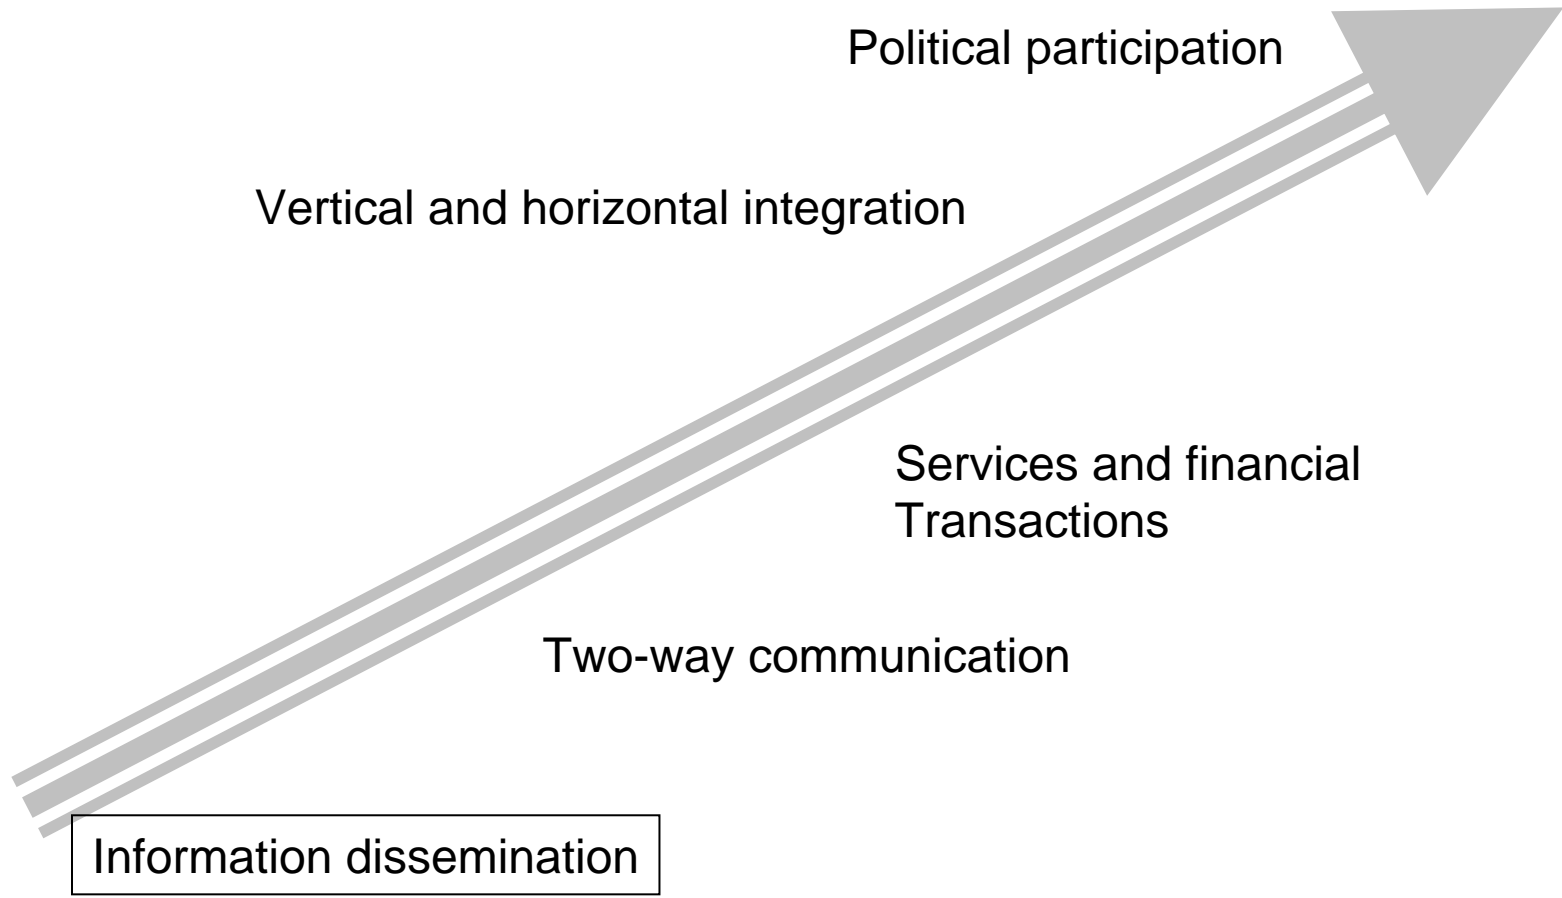 Political participation
Vertical and horizontal integration
Services and financial
Transactions
Two-way communication
Information dissemination